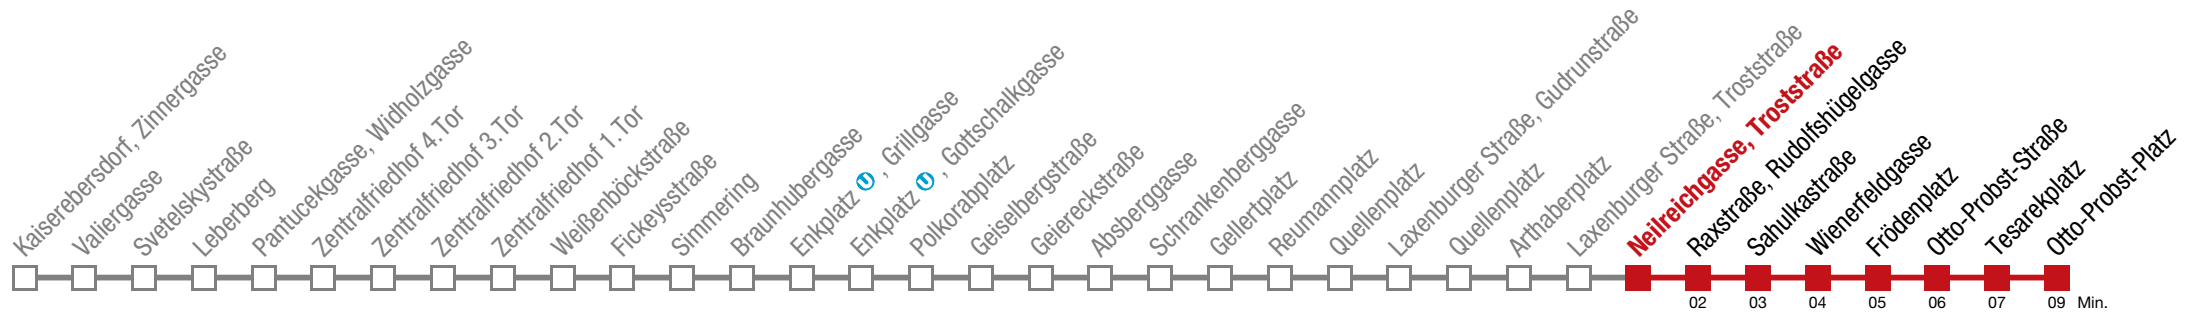 Kaiserebersdorf, Zinnergasse
Valiergasse
Svetelskystraße
Leberberg
Pantucekgasse, Widholzgasse
Zentralfriedhof 4.Tor
Zentralfriedhof 3.Tor
Zentralfriedhof 2.Tor
Zentralfriedhof 1.Tor
Weißenböckstraße
Fickeysstraße
Simmering
Braunhubergasse
Enkplatz U, Grillgasse
Enkplatz U, Gottschalkgasse
Polkorabplatz
Geiselbergstraße
Geiereckstraße
Absberggasse
Schrankenberggasse
Gellertplatz
Reumannplatz
Quellenplatz
Laxenburger Straße, Gudrunstraße
Quellenplatz
Arthaberplatz
Laxenburger Straße, Troststraße
Neilreichgasse, Troststraße
Raxstraße, Rudolfshügelgasse
Sahulkastraße
Wienerfeldgasse
Frödenplatz
Otto-Probst-Straße
Tesarekplatz
Otto-Probst-Platz
02 03 04 05 06 07 09 Min.